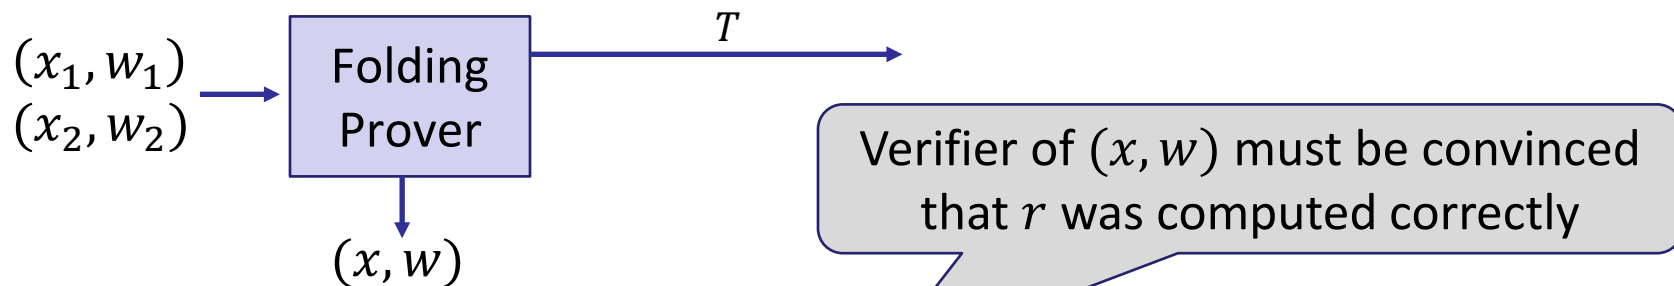 (x₁, w₁)
(x₂, w₂)
Folding
Prover
T
(x, w)
Verifier of (x, w) must be convinced
that r was computed correctly